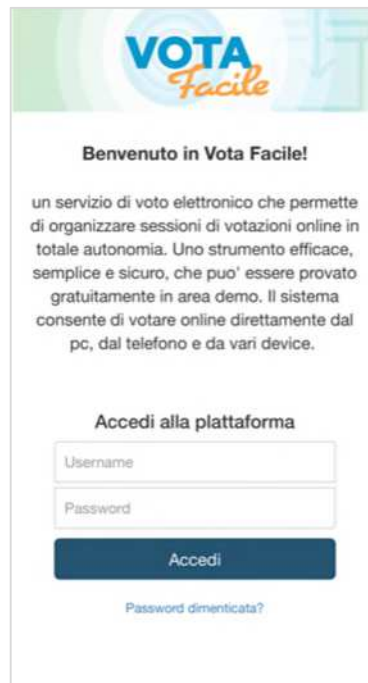 VOTA
Facile
Benvenuto in Vota Facile!
un servizio di voto elettronico che permette
di organizzare sessioni di votazioni online in
totale autonomia. Uno strumento efficace,
semplice e sicuro, che puo' essere provato
gratuitamente in area demo. Il sistema
consente di votare online direttamente dal
pc, dal telefono e da vari device.
Accedi alla plattaforma
Username
Password
Accedi
Password dimenticata?